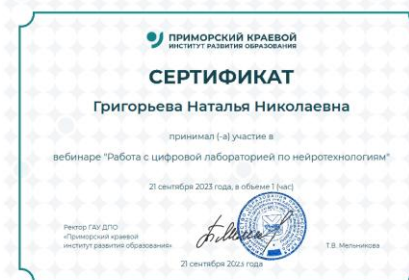 ПРИМОРСКИЙ КРАЕВОЙ
ИНСТИТУТ РАЗВИТИЯ ОБРАЗОВАНИЯ
СЕРТИФИКАТ
Григорьева Наталья Николаевна
принимал (-а) участие в
вебинаре "Работа с цифровой лабораторией по нейротехнологиям"
21 сентября 2023 года, в объеме 1 (час)
Ректор ГАУ ДПО
«Приморский краевой
институт развития образования»
Т.В. Мельникова
21 сентября 2023 года